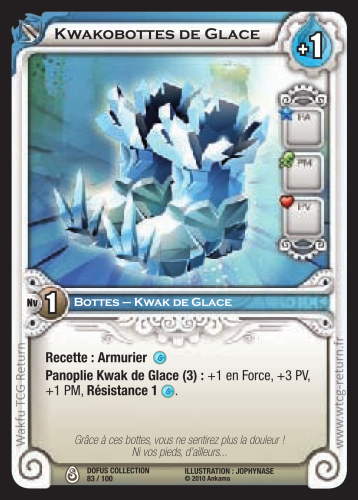 Kwakobottes de Glace
+1
PA
PM
PV
Nv 1
Bottes – Kwak de Glace
Recette : Armurier
Panoplie Kwak de Glace (3) : +1 en Force, +3 PV,
+1 PM, Résistance 1 .
Grâce à ces bottes, vous ne sentirez plus la douleur !
Ni vos pieds, d'ailleurs...
Wakfu TCG Return
www.wtcg-return.fr
DOFUS COLLECTION
83 / 100
ILLUSTRATION : JOPHYNASE
© 2010 Ankama